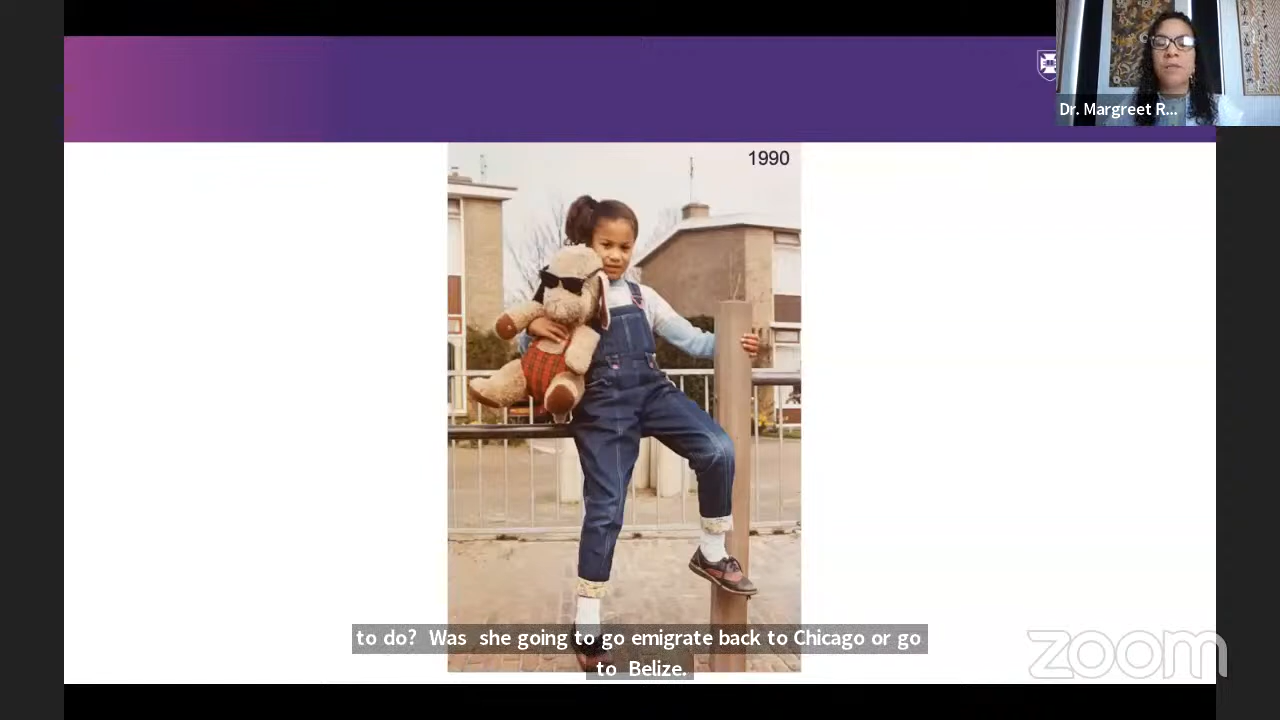 Dr. Margreet R...
1990
to do? Was she going to go emigrate back to Chicago or go
to Belize.
zoom